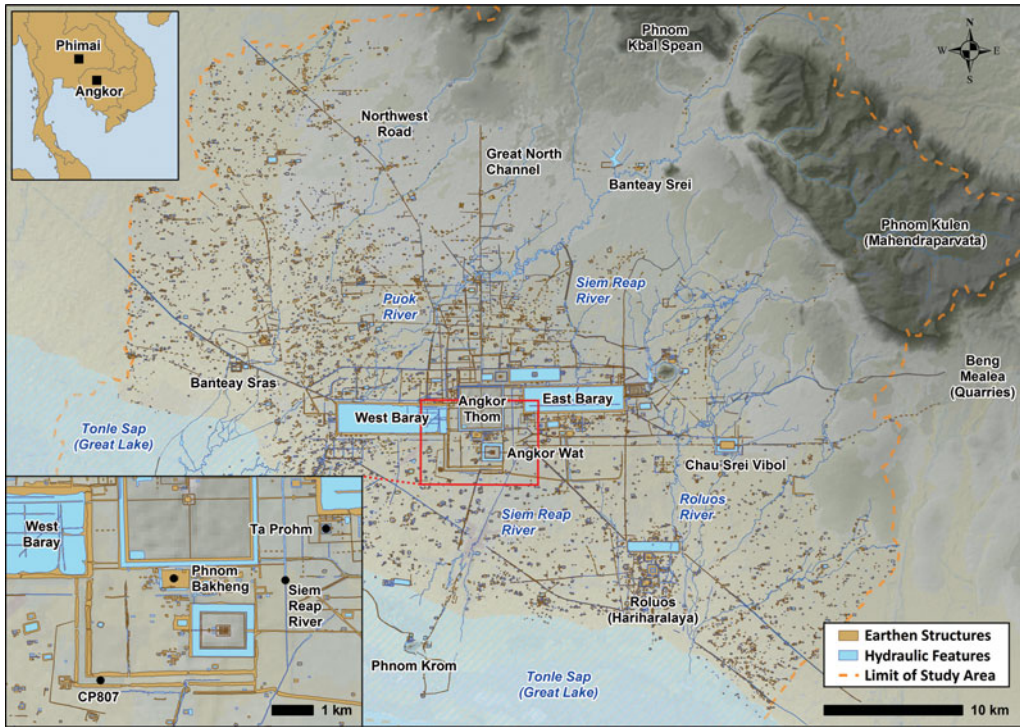 Phimai
Angkor
Phnom
Kbal Spean
N
W
E
S
Northwest
Road
Great North
Channel
Banteay Srei
Phnom Kulen
(Mahendraparvata)
Puok
River
Siem Reap
River
Banteay Sras
Beng
Mealea
(Quarries)
West Baray
Angkor
Thom
East Baray
Tonle Sap
(Great Lake)
Angkor Wat
Chau Srei Vibol
Siem Reap
River
Roluos
River
Roluos
(Hariharalaya)
Phnom Krom
Tonle Sap
(Great Lake)
West
Baray
Ta Prohm
Phnom
Bakheng
Siem
Reap
River
CP807
1 km
Earthen Structures
Hydraulic Features
Limit of Study Area
10 km